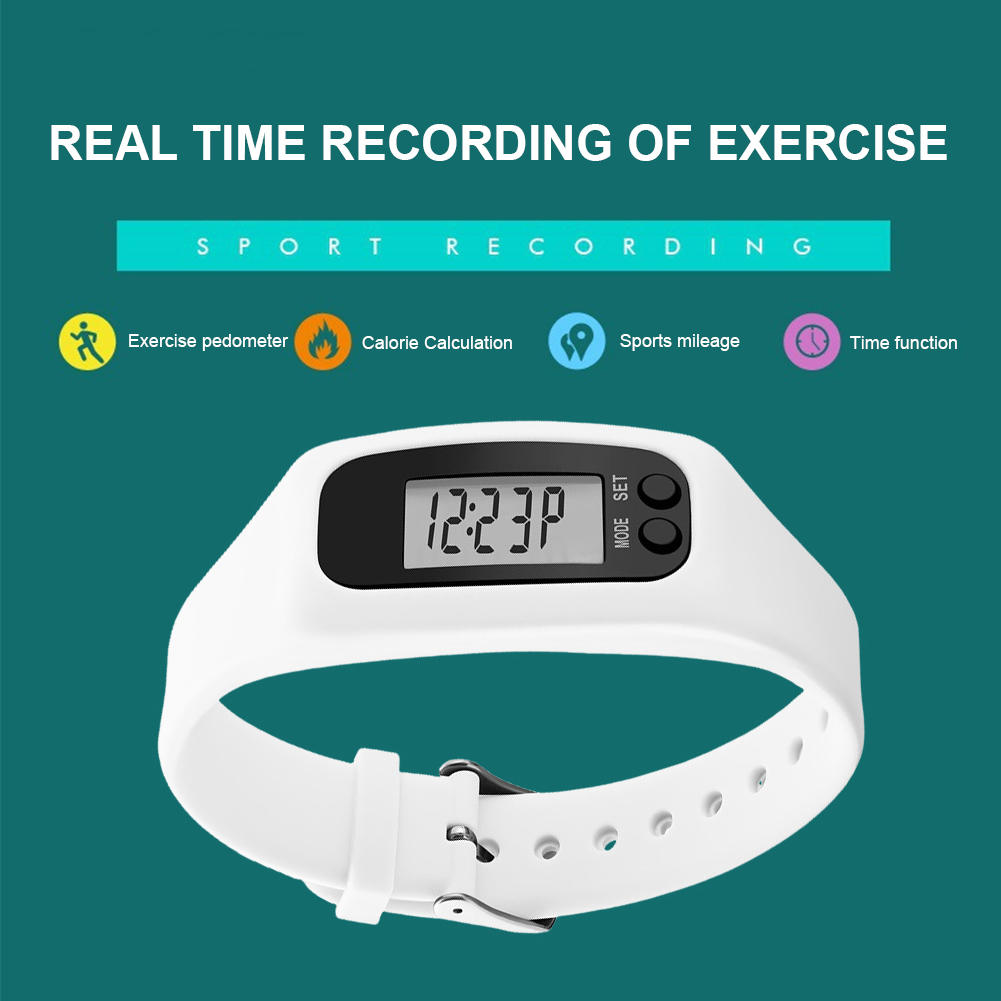 REAL TIME RECORDING OF EXERCISE
SPORT RECORDING
Exercise pedometer
Calorie Calculation
Sports mileage
Time function
12:23P
SET
MODE